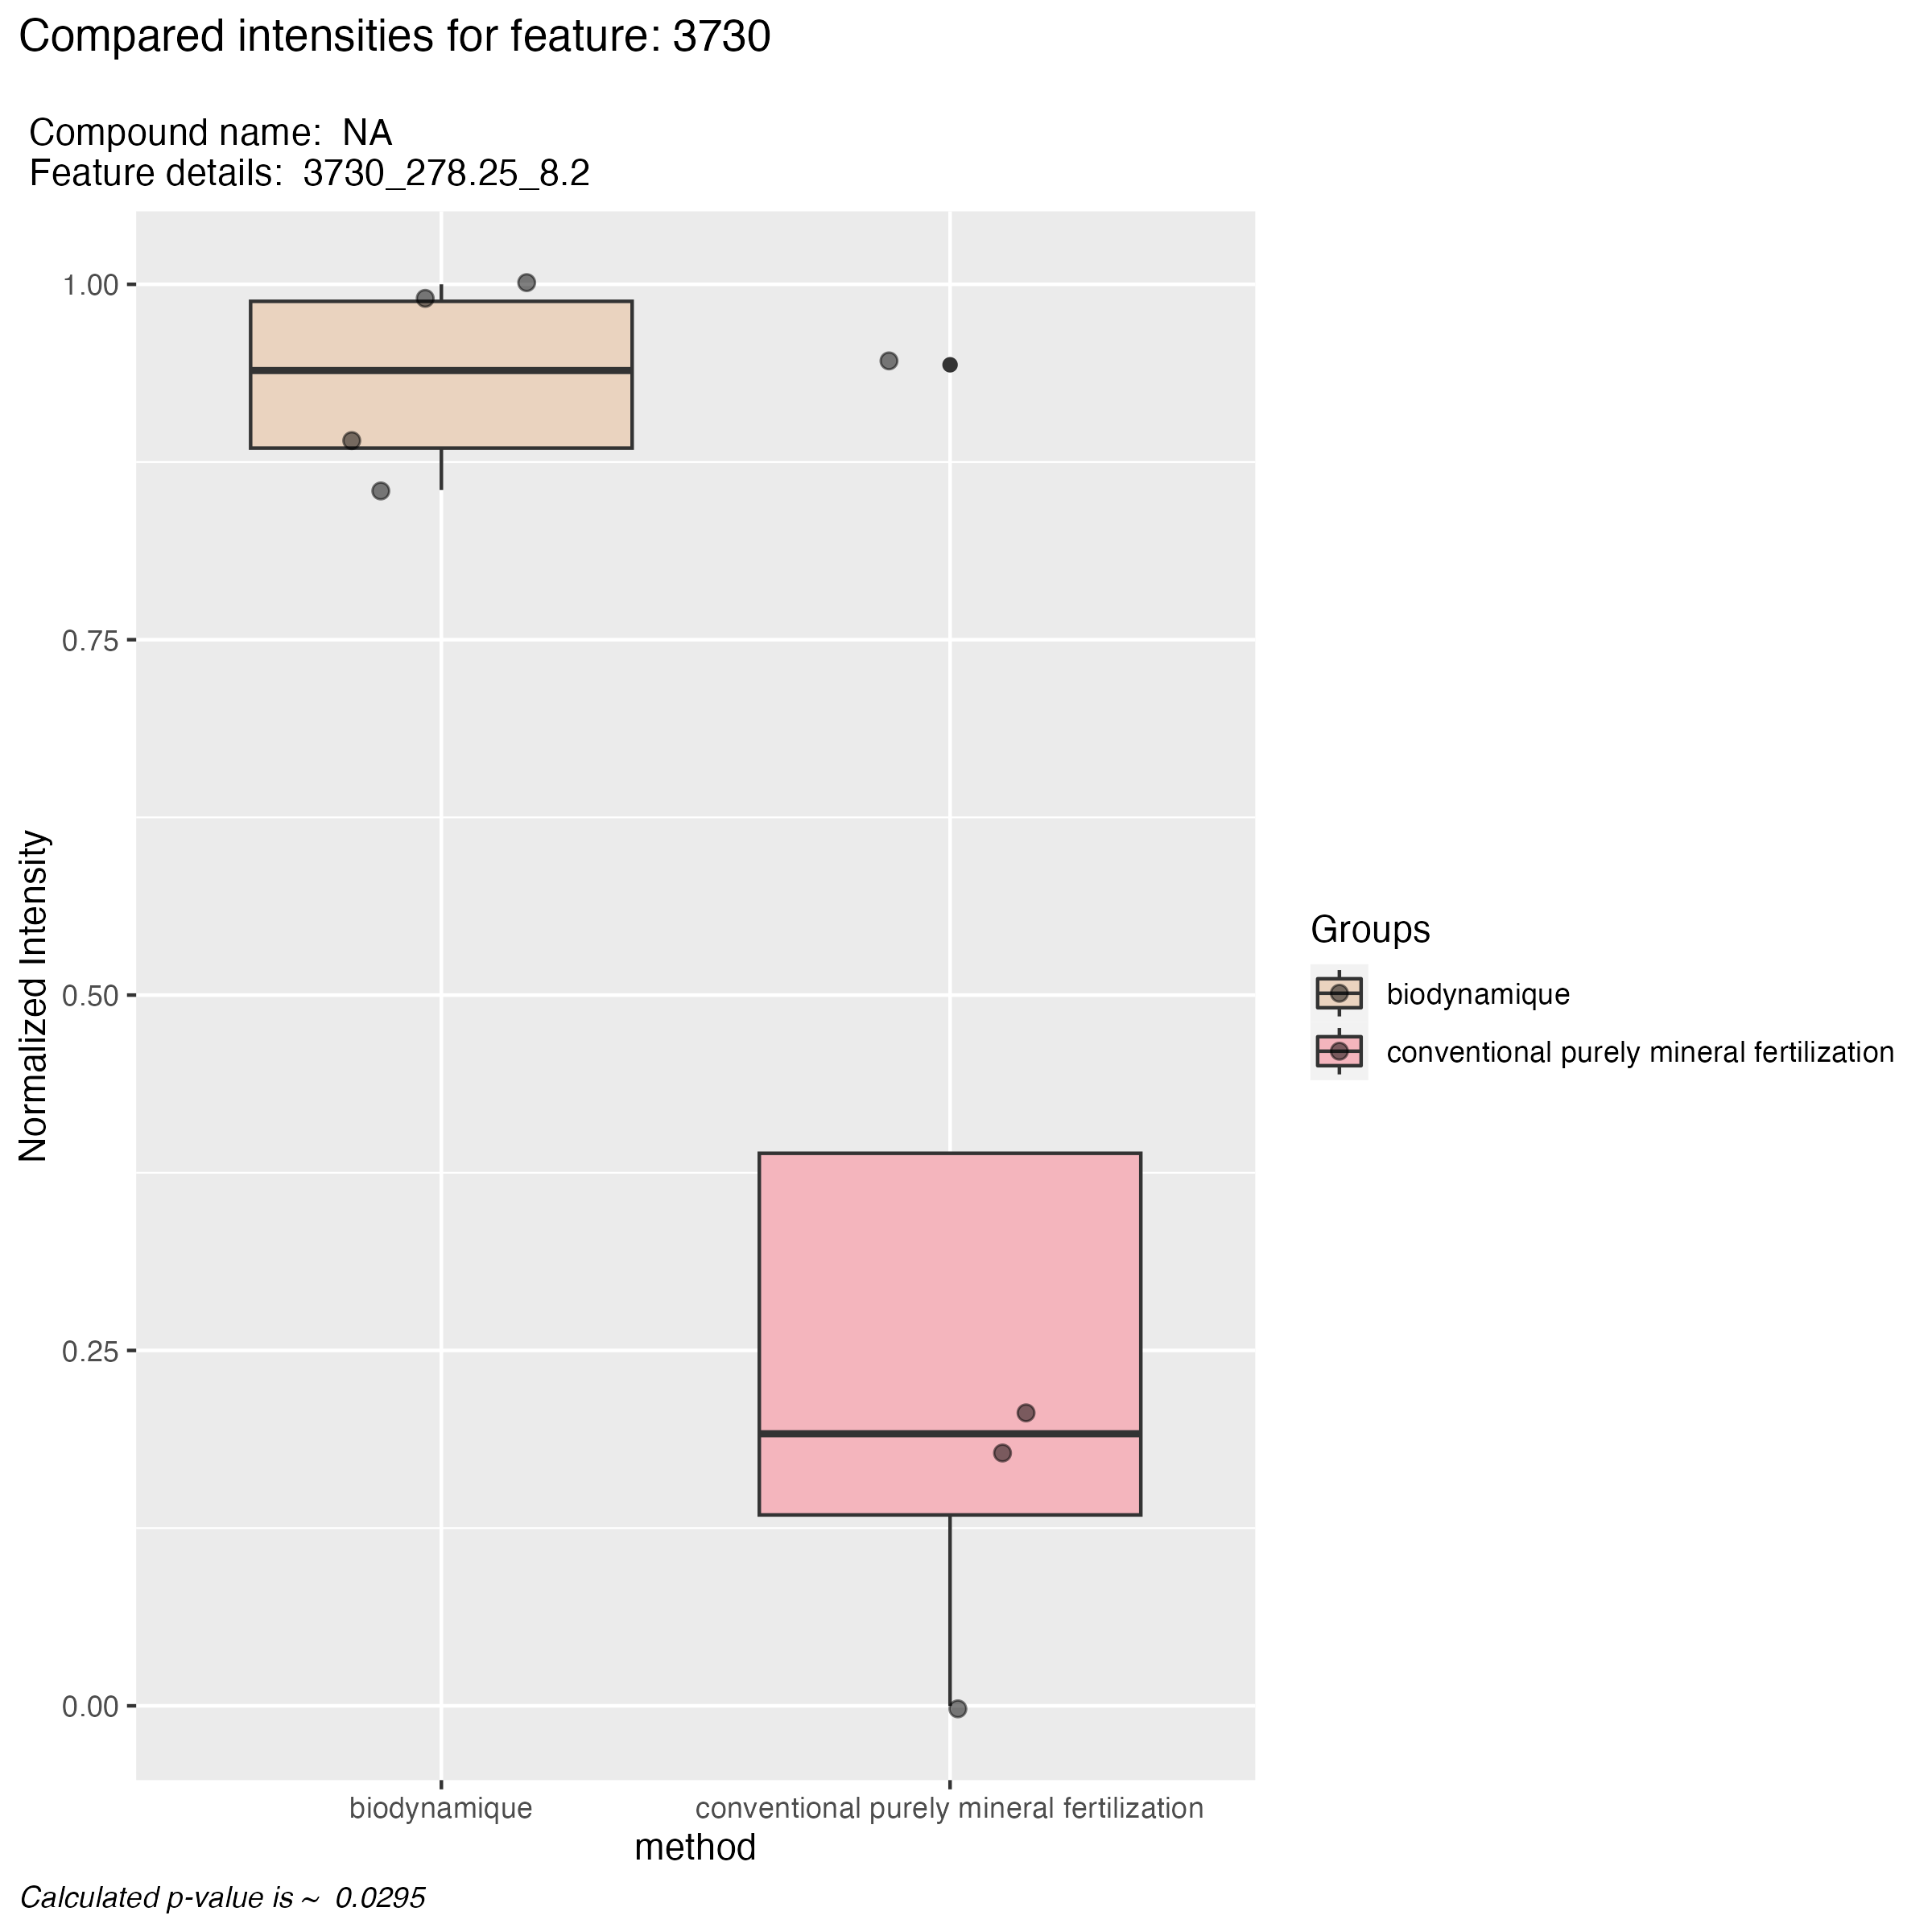 Compared intensities for feature: 3730
Compound name:  NA
Feature details:  3730_278.25_8.2
Normalized Intensity
1.00
0.75
0.50
0.25
0.00
biodynamique
conventional purely mineral fertilization
method
Groups
biodynamique
conventional purely mineral fertilization
Calculated p-value is ~  0.0295